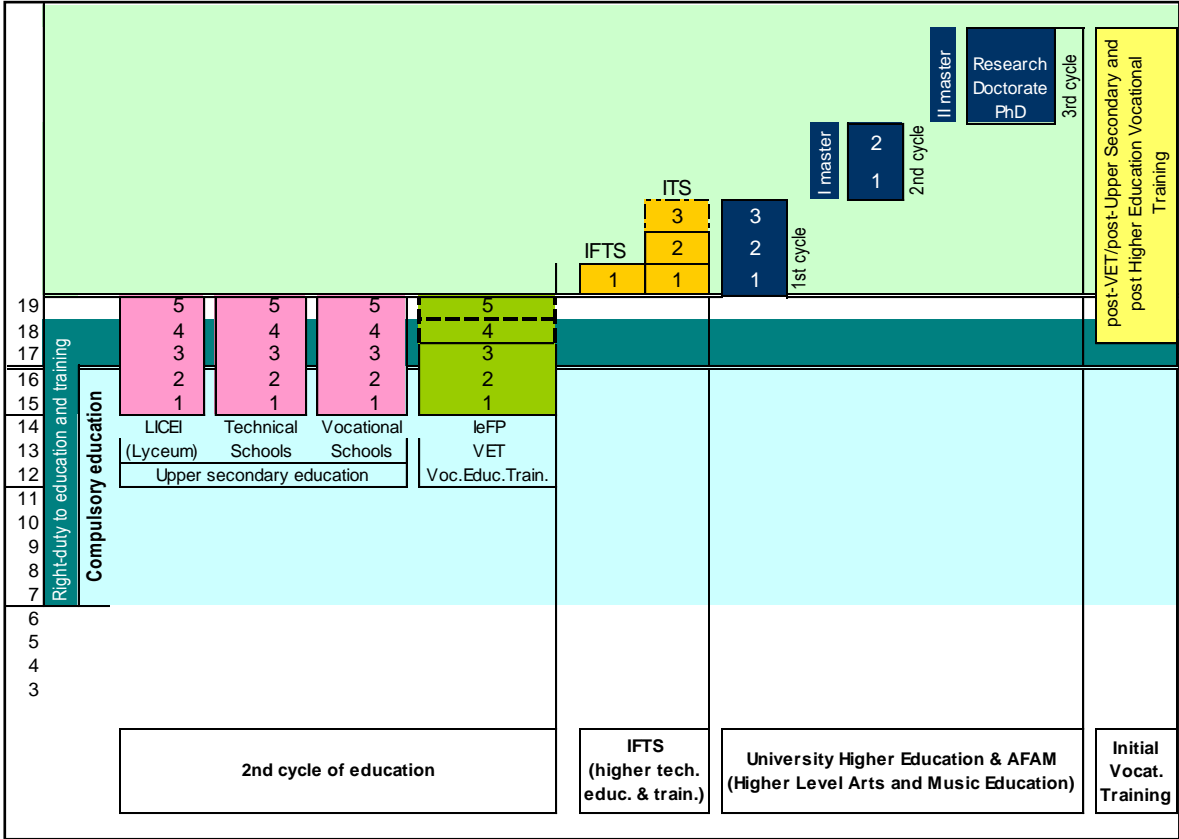 II master
Research
Doctorate
PhD
3rd cycle
post-VET/post-Upper Secondary and
post Higher Education Vocational
Training
I master
2
1
2nd cycle
ITS
3
2
1
IFTS
1
3
2
1
1st cycle
19
5 5 5 5
18
4 4 4 4
17
3 3 3 3
16
2 2 2 2
15
1 1 1 1
Right-duty to education and training
Compulsory education
14
LICEI Technical Vocational IeFP
13
(Lyceum) Schools Schools VET
12
Upper secondary education Voc.Educ.Train.
11
10
9
8
7
6
5
4
3
2nd cycle of education
IFTS
(higher tech.
educ. & train.)
University Higher Education & AFAM
(Higher Level Arts and Music Education)
Initial
Vocat.
Training